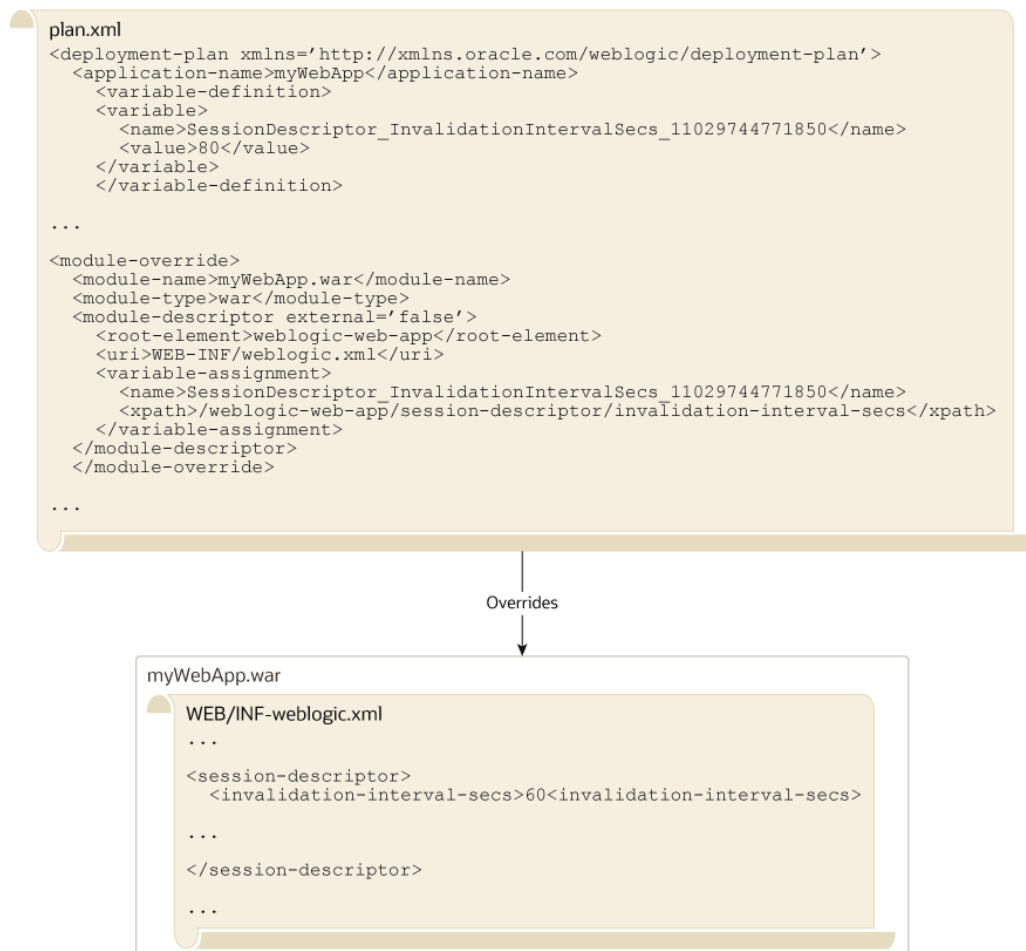 plan.xml
<deployment-plan xmlns=’http://xmlns.oracle.com/weblogic/deployment-plan’>
  <application-name>myWebApp</application-name>
    <variable-definition>
    <variable>
      <name>SessionDescriptor_InvalidationIntervalSecs_11029744771850</name>
      <value>80</value>
    </variable>
    </variable-definition>
...
<module-override>
  <module-name>myWebApp.war</module-name>
  <module-type>war</module-type>
  <module-descriptor external=’false’>
    <root-element>weblogic-web-app</root-element>
    <uri>WEB-INF/weblogic.xml</uri>
    <variable-assignment>
      <name>SessionDescriptor_InvalidationIntervalSecs_11029744771850</name>
      <xpath>/weblogic-web-app/session-descriptor/invalidation-interval-secs</xpath>
    </variable-assignment>
  </module-descriptor>
  </module-override>
...
Overrides
myWebApp.war
WEB/INF-weblogic.xml
...
<session-descriptor>
  <invalidation-interval-secs>60<invalidation-interval-secs>
...
</session-descriptor>
...